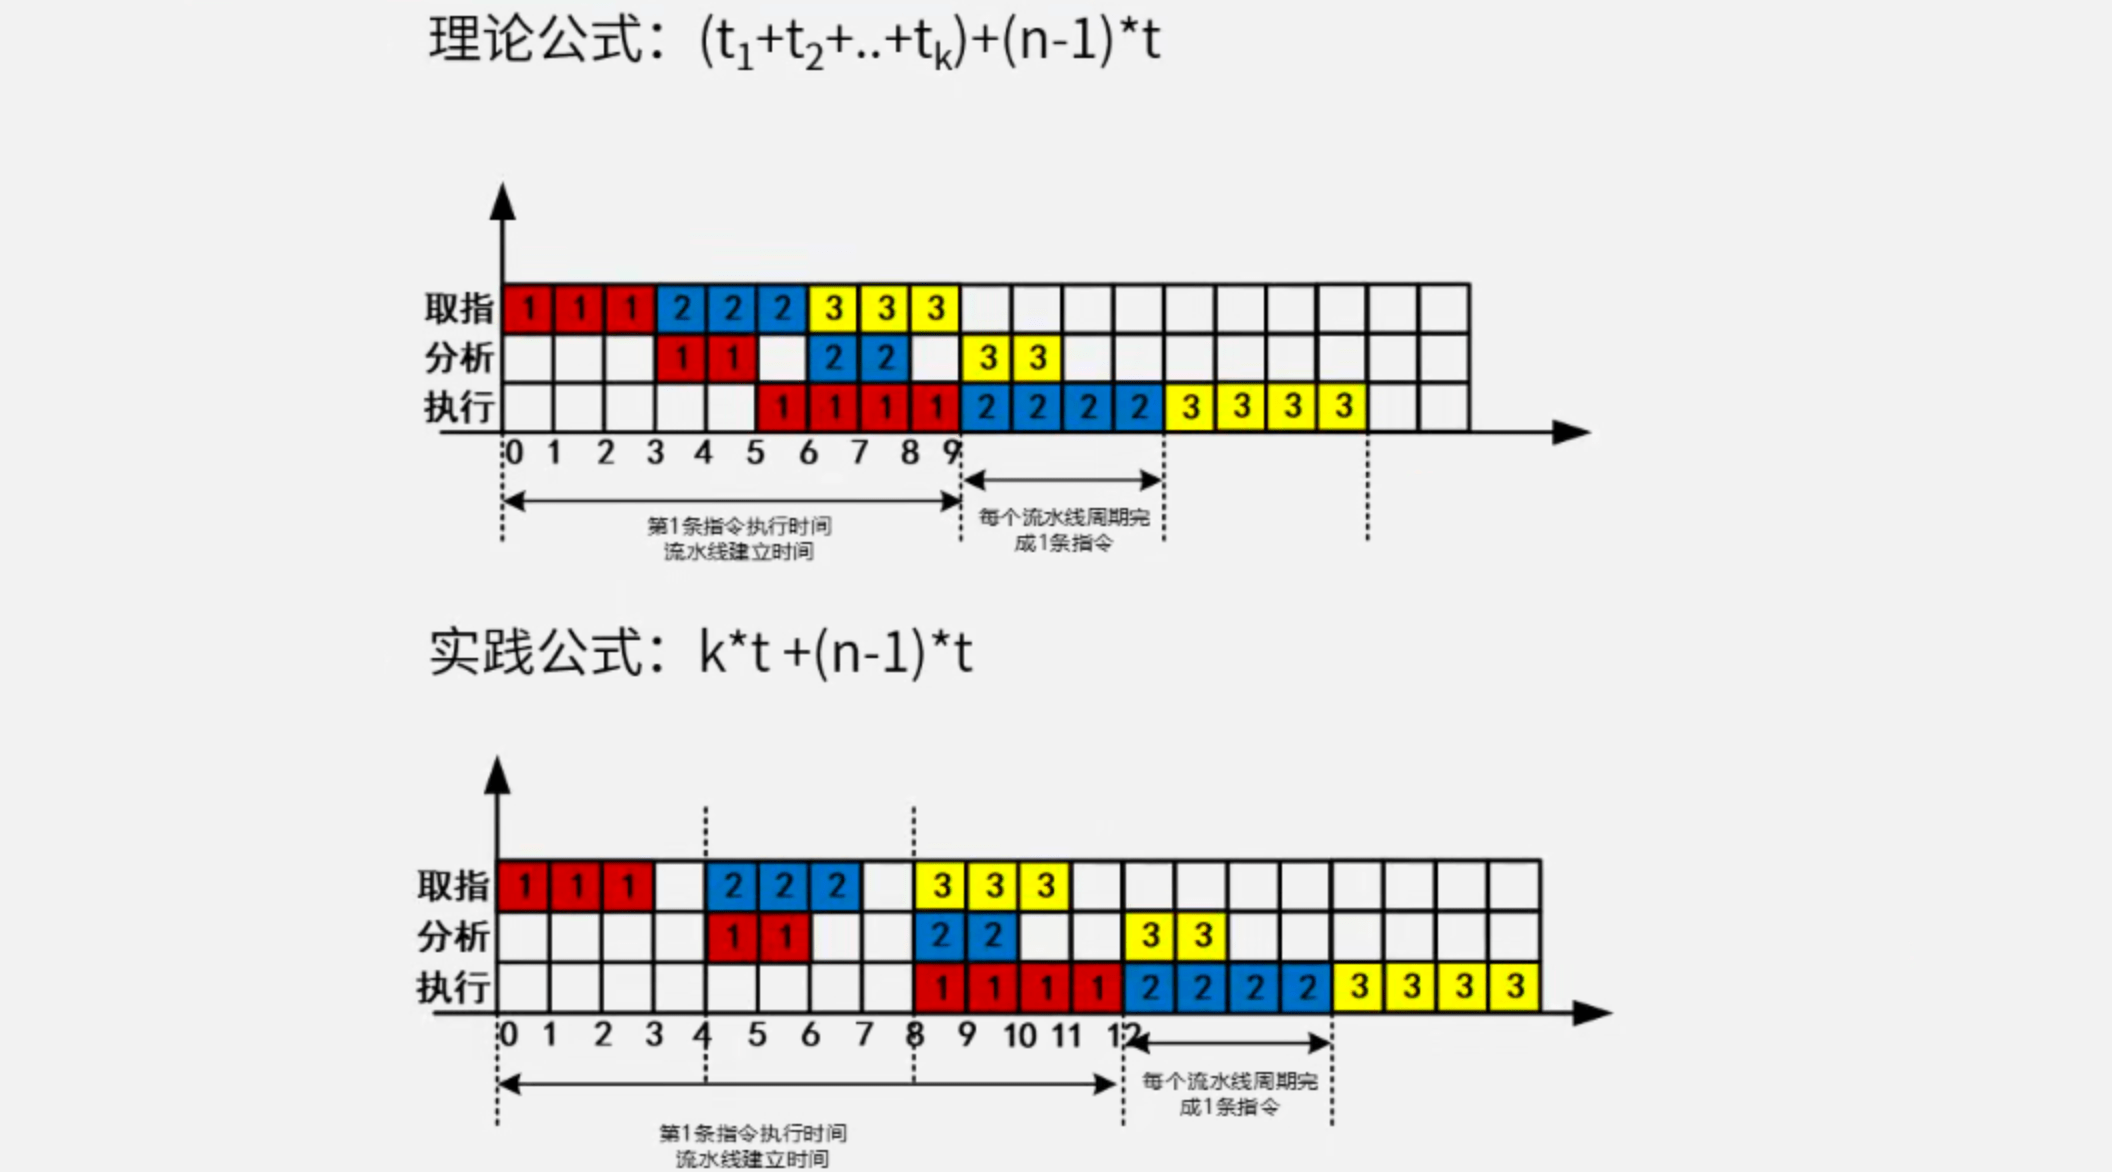 理论公式：(t₁+t₂+..+tₖ)+(n-1)*t
取指 1 1 1 2 2 2 3 3 3
分析 1 1 2 2 3 3
执行 1 1 1 1 2 2 2 2 3 3 3 3
0 1 2 3 4 5 6 7 8 9
第1条指令执行时间
流水线建立时间
每个流水线周期完
成1条指令
实践公式：k*t +(n-1)*t
取指 1 1 1 2 2 2 3 3 3
分析 1 1 2 2 3 3
执行 1 1 1 1 2 2 2 2 3 3 3 3
0 1 2 3 4 5 6 7 8 9 10 11 12
每个流水线周期完
成1条指令
第1条指令执行时间
流水线建立时间